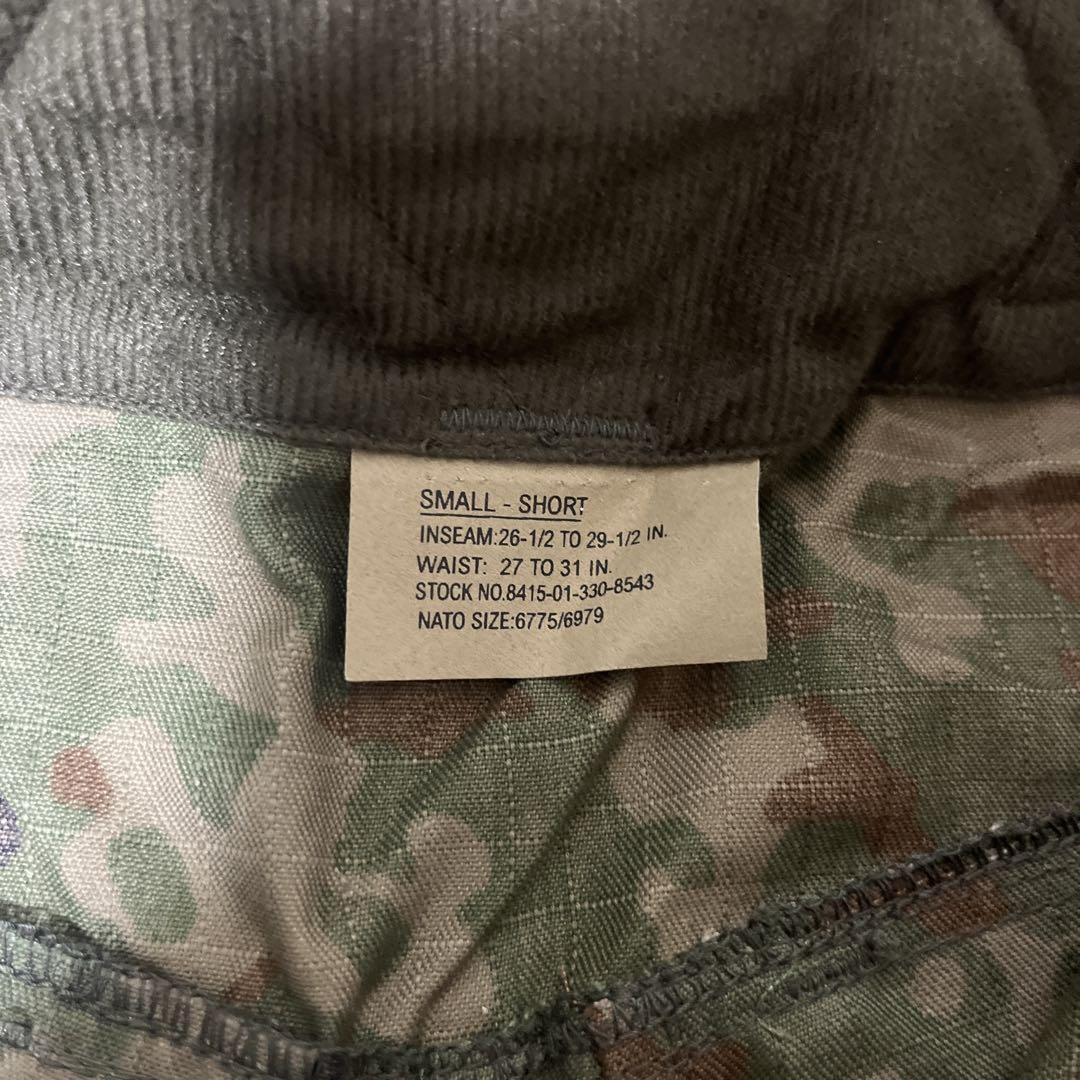 SMALL - SHORT
INSEAM:26-1/2 TO 29-1/2 IN.
WAIST: 27 TO 31 IN.
STOCK NO.8415-01-330-8543
NATO SIZE:6775/6979